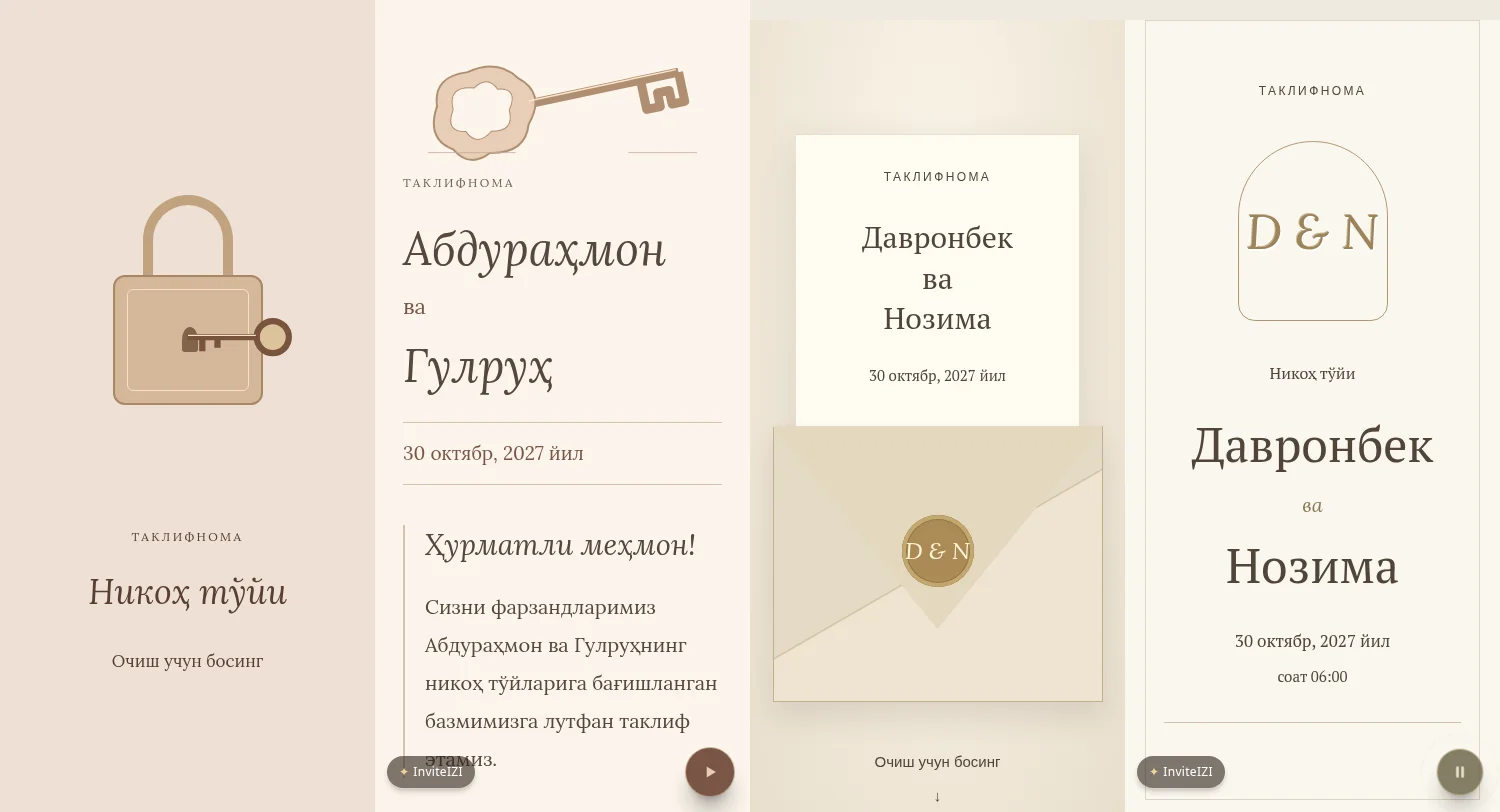 ТАКЛИФНОМА
Никоҳ тўйи
Очиш учун босинг
ТАКЛИФНОМА
Абдураҳмон
ва
Гулруҳ
30 октябр, 2027 йил
Ҳурматли меҳмон!
Сизни фарзандларимиз
Абдураҳмон ва Гулруҳнинг
никоҳ тўйларига бағишланган
базмимизга лутфан таклиф
этамиз.
✦ InviteIZI
ТАКЛИФНОМА
Давронбек
ва
Нозима
30 октябр, 2027 йил
D & N
Очиш учун босинг
↓
ТАКЛИФНОМА
D & N
Никоҳ тўйи
Давронбек
ва
Нозима
30 октябр, 2027 йил
соат 06:00
✦ InviteIZI